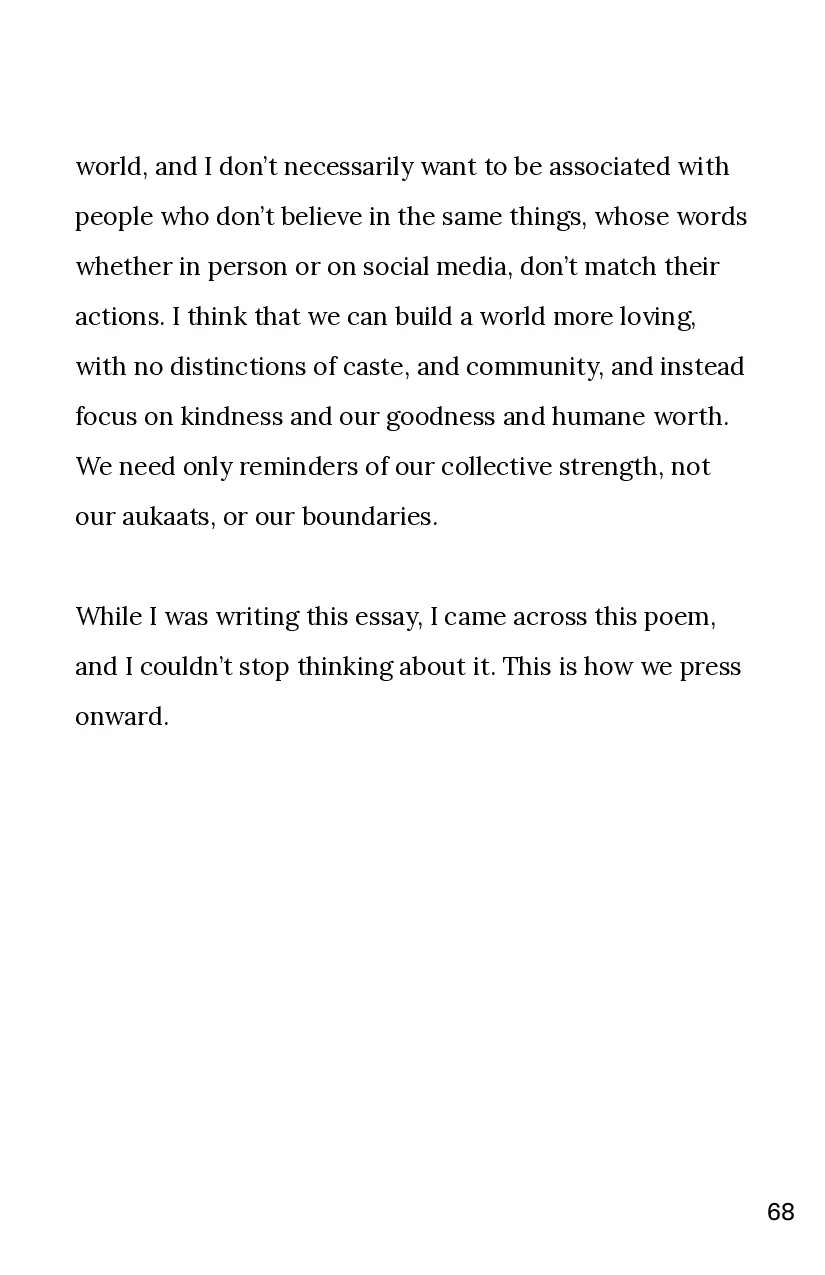 world, and I don’t necessarily want to be associated with
people who don’t believe in the same things, whose words
whether in person or on social media, don’t match their
actions. I think that we can build a world more loving,
with no distinctions of caste, and community, and instead
focus on kindness and our goodness and humane worth.
We need only reminders of our collective strength, not
our aukaats, or our boundaries.
While I was writing this essay, I came across this poem,
and I couldn’t stop thinking about it. This is how we press
onward.
68